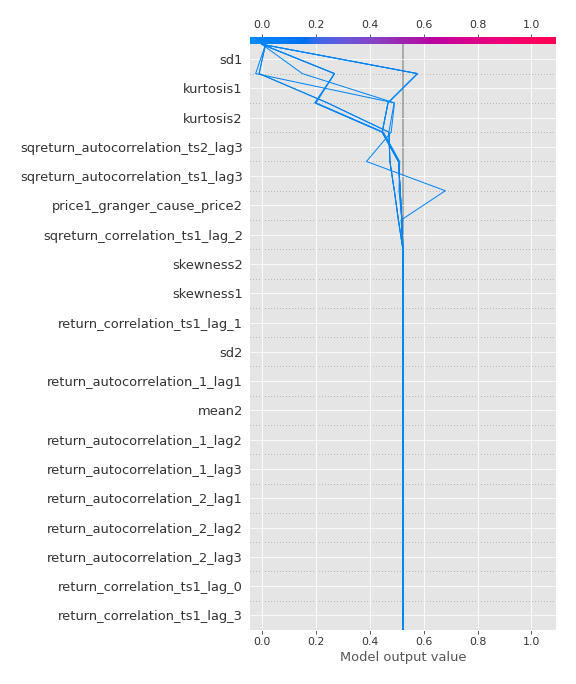 0.0 0.2 0.4 0.6 0.8 1.0
sd1
kurtosis1
kurtosis2
sqreturn_autocorrelation_ts2_lag3
sqreturn_autocorrelation_ts1_lag3
price1_granger_cause_price2
sqreturn_correlation_ts1_lag_2
skewness2
skewness1
return_correlation_ts1_lag_1
sd2
return_autocorrelation_1_lag1
mean2
return_autocorrelation_1_lag2
return_autocorrelation_1_lag3
return_autocorrelation_2_lag1
return_autocorrelation_2_lag2
return_autocorrelation_2_lag3
return_correlation_ts1_lag_0
return_correlation_ts1_lag_3
0.0 0.2 0.4 0.6 0.8 1.0
Model output value